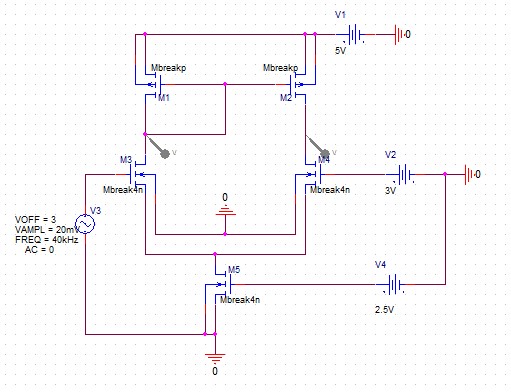 V1
0
5V
Mbreakp
Mbreakp
M1
M2
V
V
M3
M4
V2
0
Mbreak4n
Mbreak4n
3V
0
V3
VOFF = 3
VAMPL = 20mV
FREQ = 40kHz
AC = 0
M5
V4
Mbreak4n
2.5V
0